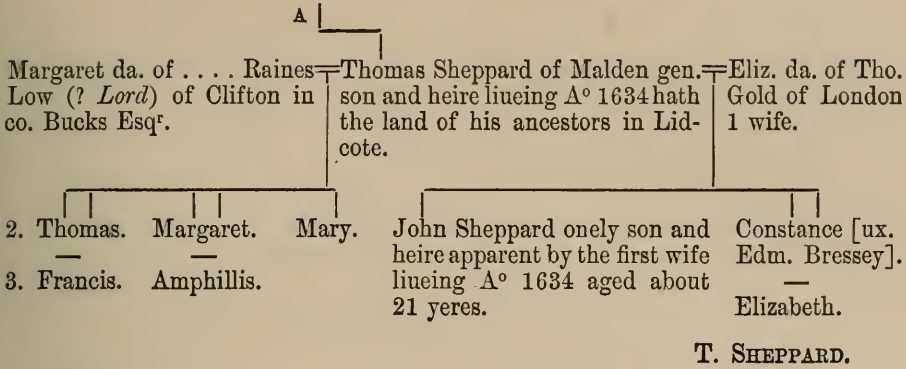 A
Margaret da. of .... Raines
Low (? Lord) of Clifton in
co. Bucks Esqr.
Thomas Sheppard of Malden gen.
son and heire liueing Aº 1634 hath
the land of his ancestors in Lid-
cote.
Eliz. da. of Tho.
Gold of London
1 wife.
2. Thomas.
—
3. Francis.
Margaret.
—
Amphillis.
Mary.
John Sheppard onely son and
heire apparent by the first wife
liueing Aº 1634 aged about
21 yeres.
Constance [ux.
Edm. Bressey].
—
Elizabeth.
T. SHEPPARD.